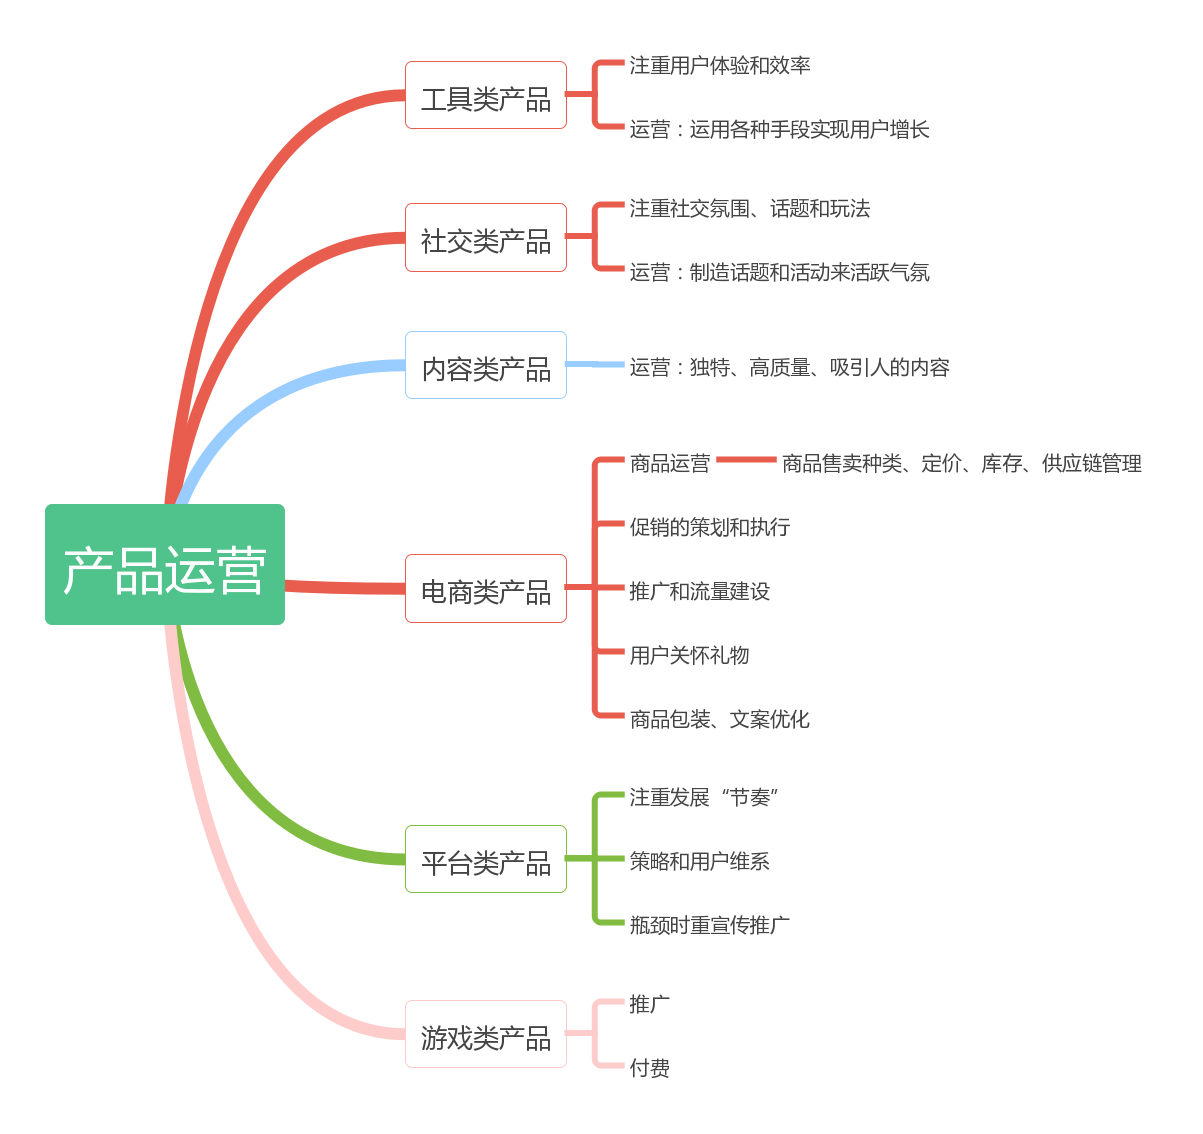 产品运营
工具类产品
注重用户体验和效率
运营：运用各种手段实现用户增长
社交类产品
注重社交氛围、话题和玩法
运营：制造话题和活动来活跃气氛
内容类产品
运营：独特、高质量、吸引人的内容
电商类产品
商品运营
商品售卖种类、定价、库存、供应链管理
促销的策划和执行
推广和流量建设
用户关怀礼物
商品包装、文案优化
平台类产品
注重发展“节奏”
策略和用户维系
瓶颈时重宣传推广
游戏类产品
推广
付费